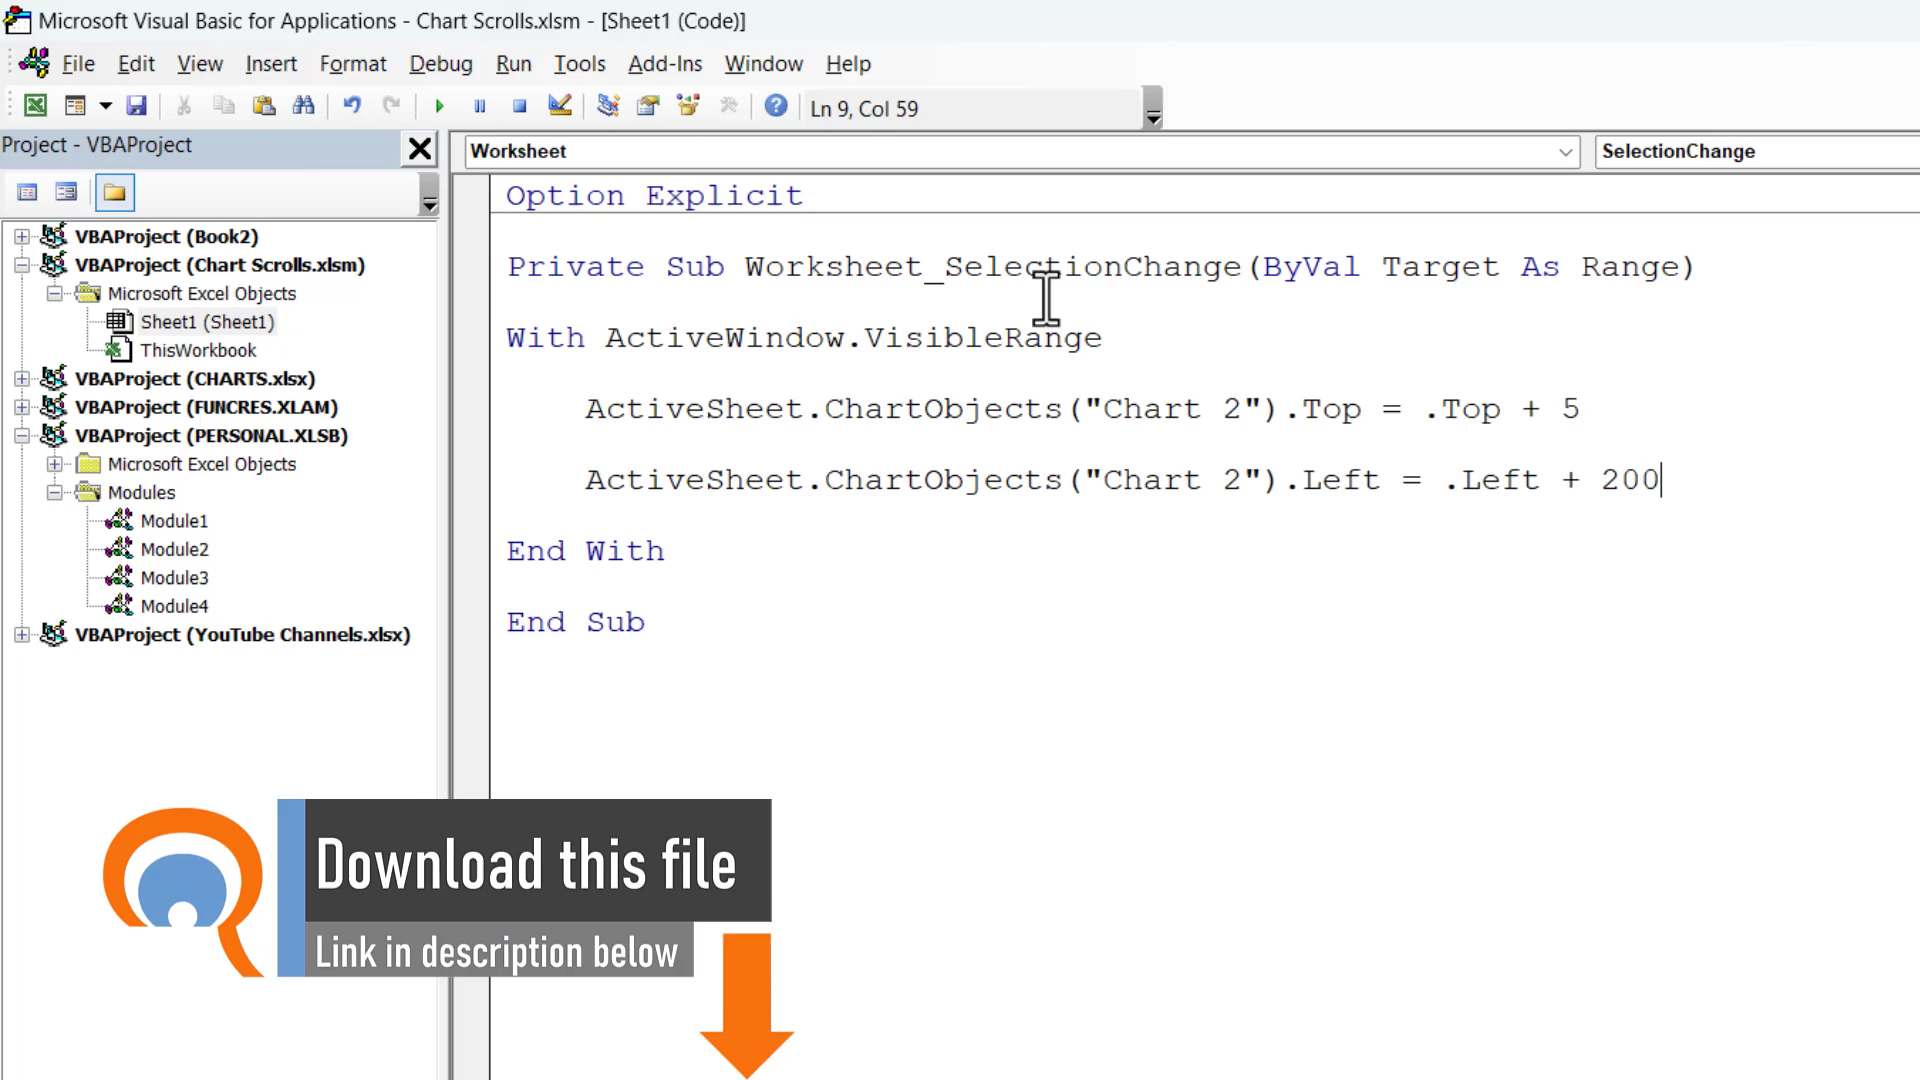 Microsoft Visual Basic for Applications - Chart Scrolls.xlsm - [Sheet1 (Code)]
File Edit View Insert Format Debug Run Tools Add-Ins Window Help
Ln 9, Col 59
Project - VBAProject
VBAProject (Book2)
VBAProject (Chart Scrolls.xlsm)
Microsoft Excel Objects
Sheet1 (Sheet1)
ThisWorkbook
VBAProject (CHARTS.xlsx)
VBAProject (FUNCRES.XLAM)
VBAProject (PERSONAL.XLSB)
Microsoft Excel Objects
Modules
Module1
Module2
Module3
Module4
VBAProject (YouTube Channels.xlsx)
Worksheet SelectionChange
Option Explicit
Private Sub Worksheet_SelectionChange(ByVal Target As Range)
With ActiveWindow.VisibleRange
ActiveSheet.ChartObjects("Chart 2").Top = .Top + 5
ActiveSheet.ChartObjects("Chart 2").Left = .Left + 200
End With
End Sub
Download this file
Link in description below